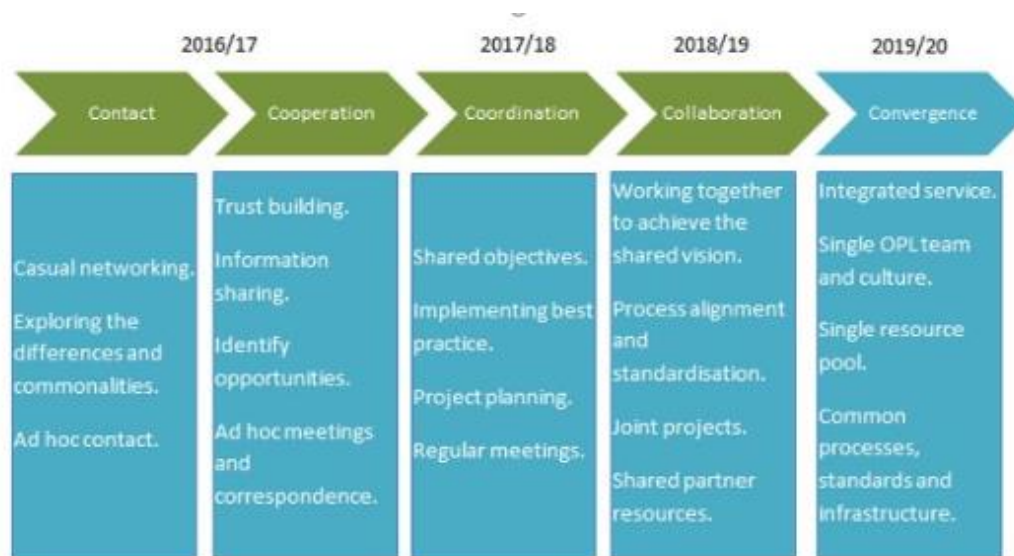 2016/17
2017/18
2018/19
2019/20
Contact
Cooperation
Coordination
Collaboration
Convergence
Casual networking.
Exploring the
differences and
commonalities.
Ad hoc contact.
Trust building.
Information
sharing.
Identify
opportunities.
Ad hoc meetings
and
correspondence.
Shared objectives.
Implementing best
practice.
Project planning.
Regular meetings.
Working together
to achieve the
shared vision.
Process alignment
and
standardisation.
Joint projects.
Shared partner
resources.
Integrated service.
Single OPL team
and culture.
Single resource
pool.
Common
processes,
standards and
infrastructure.